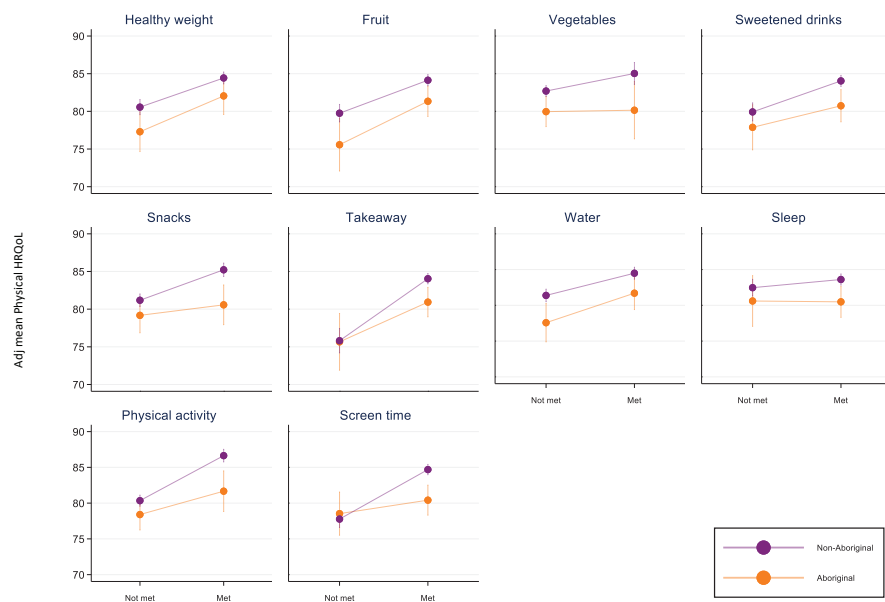 Healthy weight Fruit Vegetables Sweetened drinks
90
85
80
75
70
Snacks Takeaway Water Sleep
90
85
80
75
70
Not met Met Not met Met
Adj mean Physical HRQoL
Physical activity Screen time
90
85
80
75
70
Not met Met Not met Met
Non-Aboriginal
Aboriginal